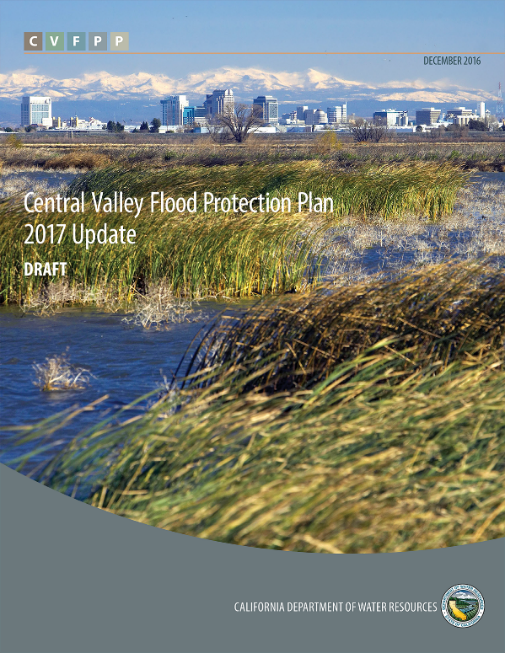 C V F P P
DECEMBER 2016
Central Valley Flood Protection Plan
2017 Update
DRAFT
CALIFORNIA DEPARTMENT OF WATER RESOURCES